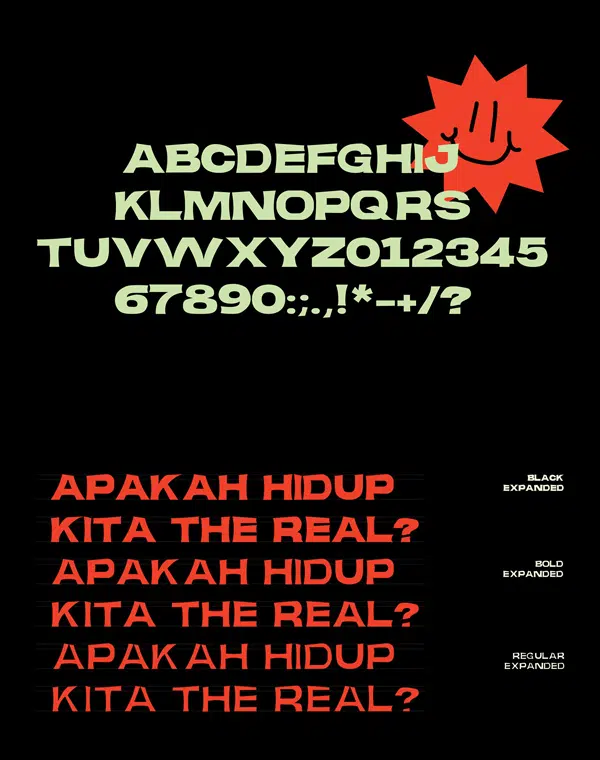 ABCDEFGHIJ
KLMNOPQRS
TUVWXYZ012345
67890:;.,!*-+/?
APAKAH HIDUP
KITA THE REAL?
BLACK
EXPANDED
APAKAH HIDUP
KITA THE REAL?
BOLD
EXPANDED
APAKAH HIDUP
KITA THE REAL?
REGULAR
EXPANDED